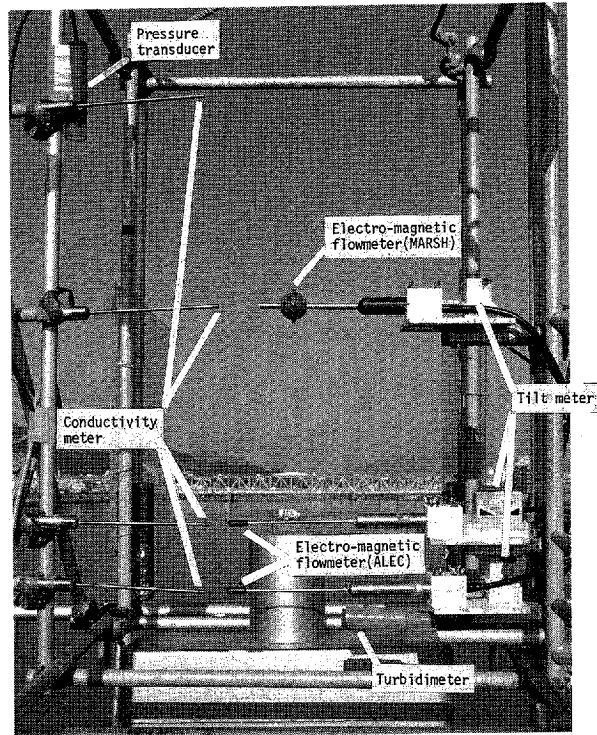 Pressure
transducer
Electro-magnetic
flowmeter(MARSH)
Tilt meter
Conductivity
meter
Electro-magnetic
flowmeter(ALEC)
Turbidimeter